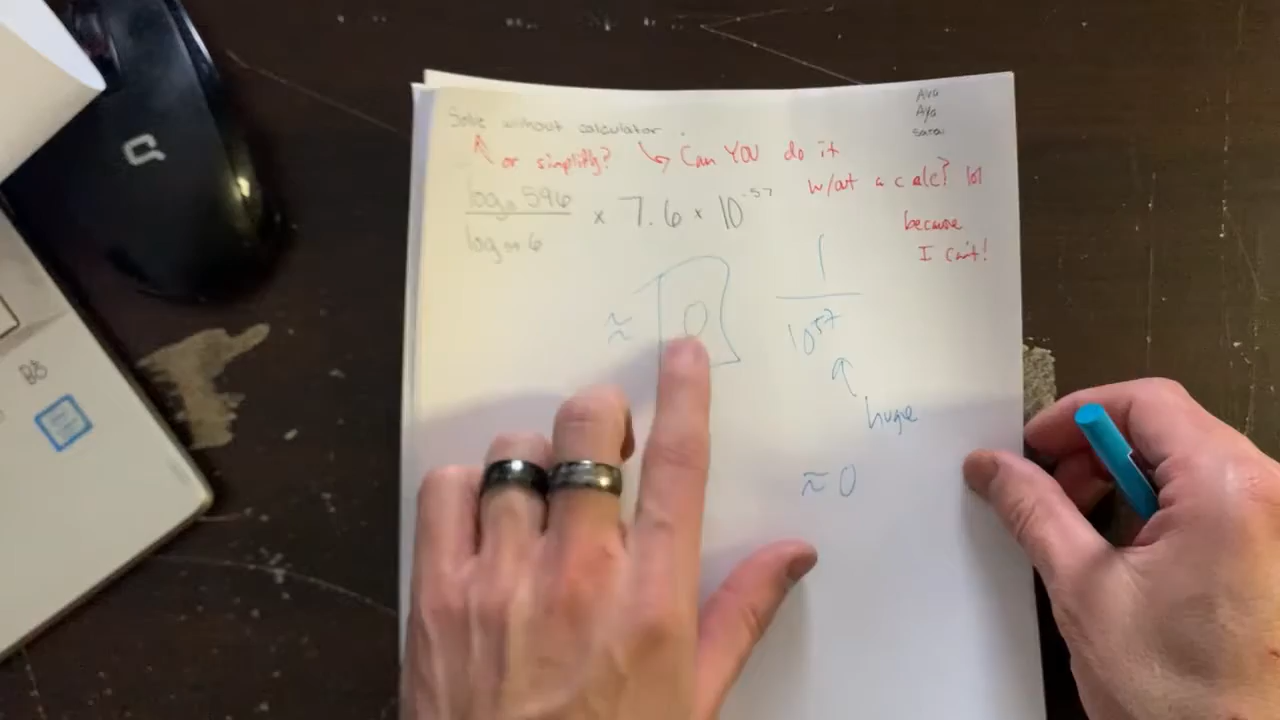 Ava
Aya
Sara
Solve without calculator.
or simplify?
Can YOU do it
w/out a calc? lol
because
I can't!
log 596
log 6
× 7.6 × 10^-57
≈ 0
1
10^57
huge
≈ 0